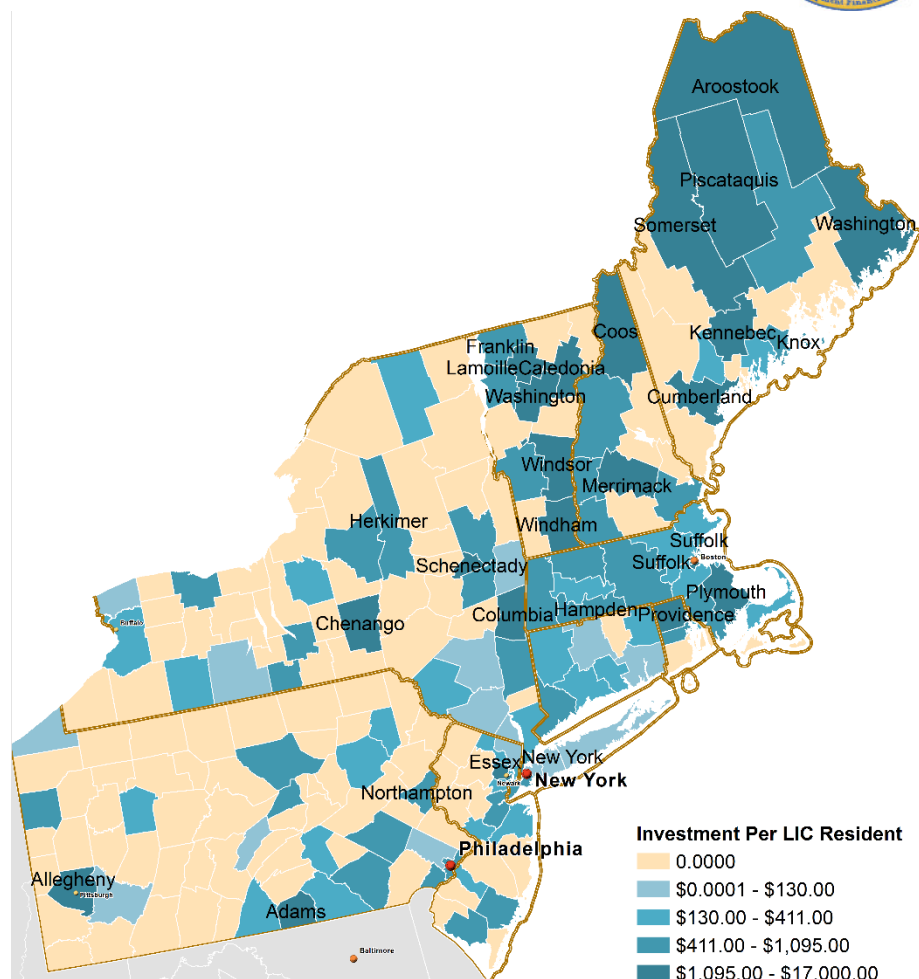 Aroostook
Piscataquis
Somerset
Washington
Coos
Kennebec
Knox
Franklin
Lamoille
Caledonia
Washington
Cumberland
Windsor
Merrimack
Herkimer
Windham
Suffolk
Schenectady
Suffolk
Boston
Plymouth
Chenango
Columbia
Hampden
Providence
Buffalo
Essex
New York
Newark
New York
Northampton
Philadelphia
Allegheny
Pittsburgh
Adams
Baltimore
Investment Per LIC Resident
0.0000
$0.0001 - $130.00
$130.00 - $411.00
$411.00 - $1,095.00
$1,095.00 - $17,000.00